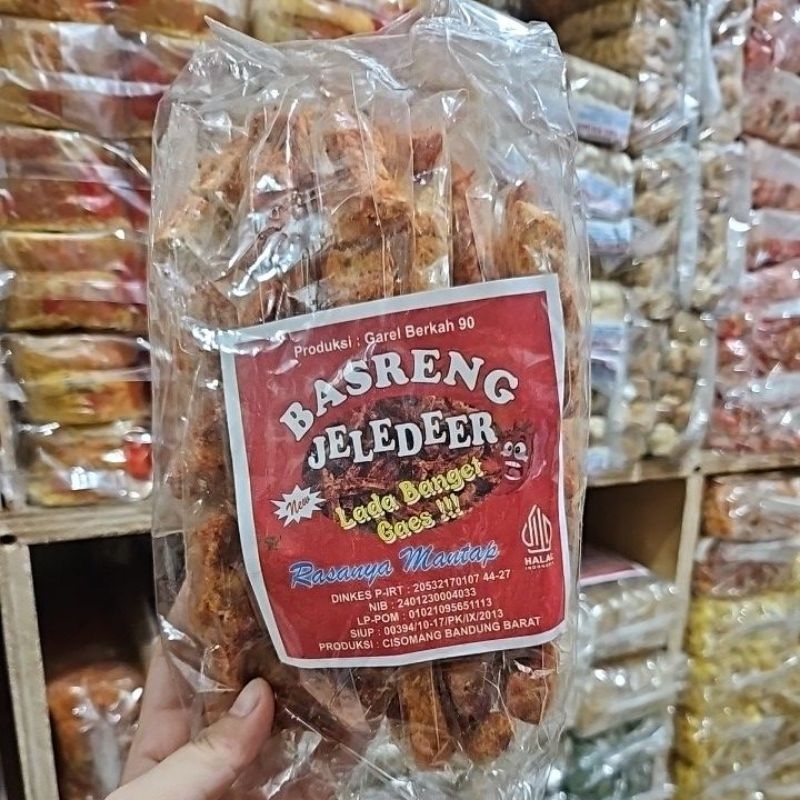 Produksi : Garel Berkah 90
BASRENG
JELEDEER
New
Lada Banget
Gaes !!!
Rasanya Mantap
HALAL
INDONESIA
DINKES P-IRT : 20532170107 44-27
NIB : 2401230004033
LP-POM : 01021095651113
SIUP : 00394/10-17/PK/IX/2013
PRODUKSI : CISOMANG BANDUNG BARAT